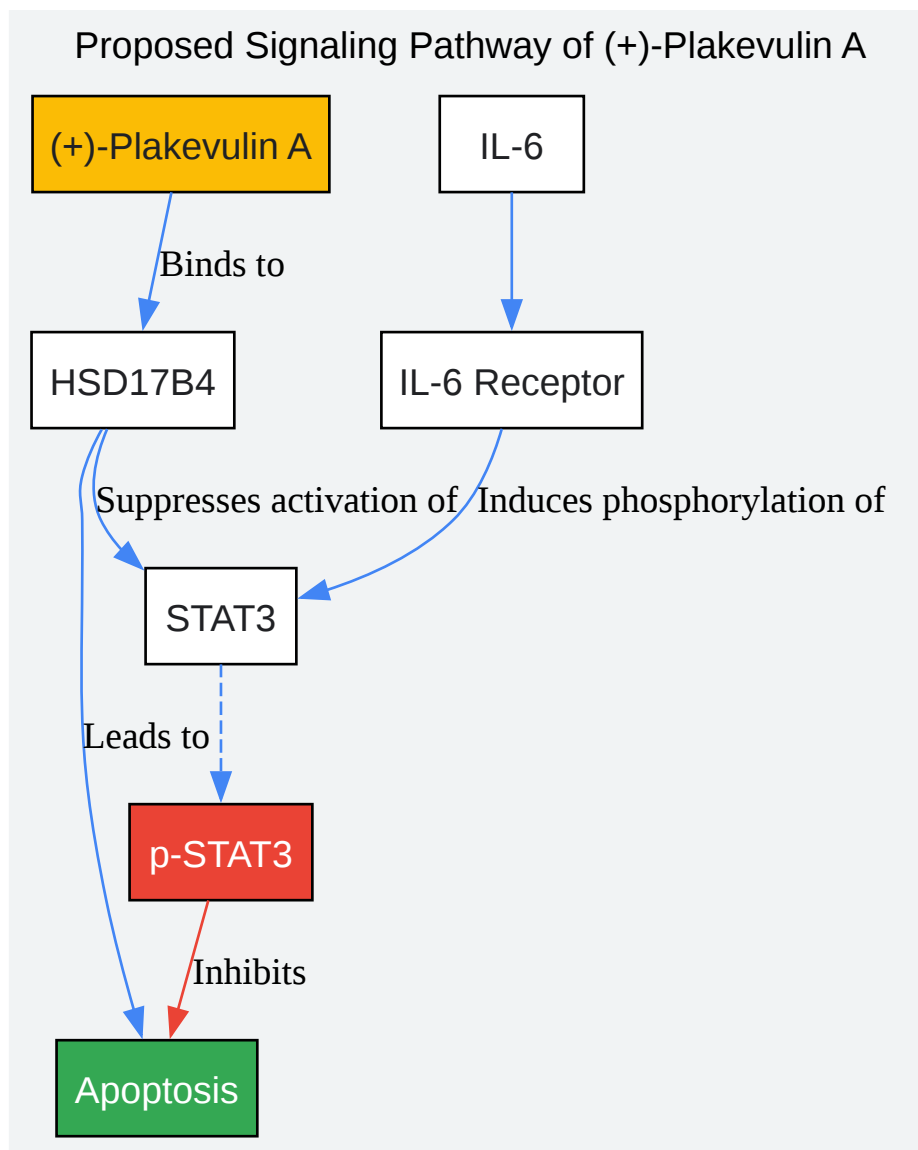 Proposed Signaling Pathway of (+)-Plakevulin A
(+)-Plakevulin A
IL-6
Binds to
HSD17B4
IL-6 Receptor
Suppresses activation of
Induces phosphorylation of
STAT3
Leads to
p-STAT3
Inhibits
Apoptosis